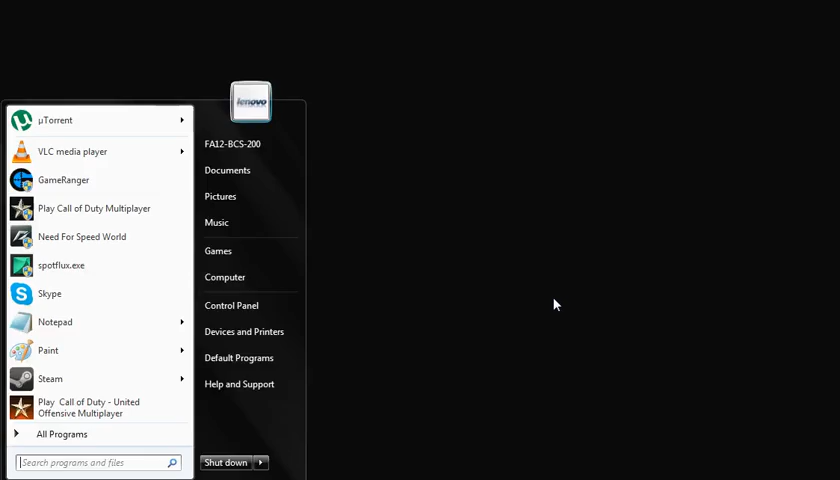 lenovo
µTorrent
VLC media player
GameRanger
Play Call of Duty Multiplayer
Need For Speed World
spotflux.exe
Skype
Notepad
Paint
Steam
Play Call of Duty - United
Offensive Multiplayer
All Programs
Search programs and files
FA12-BCS-200
Documents
Pictures
Music
Games
Computer
Control Panel
Devices and Printers
Default Programs
Help and Support
Shut down